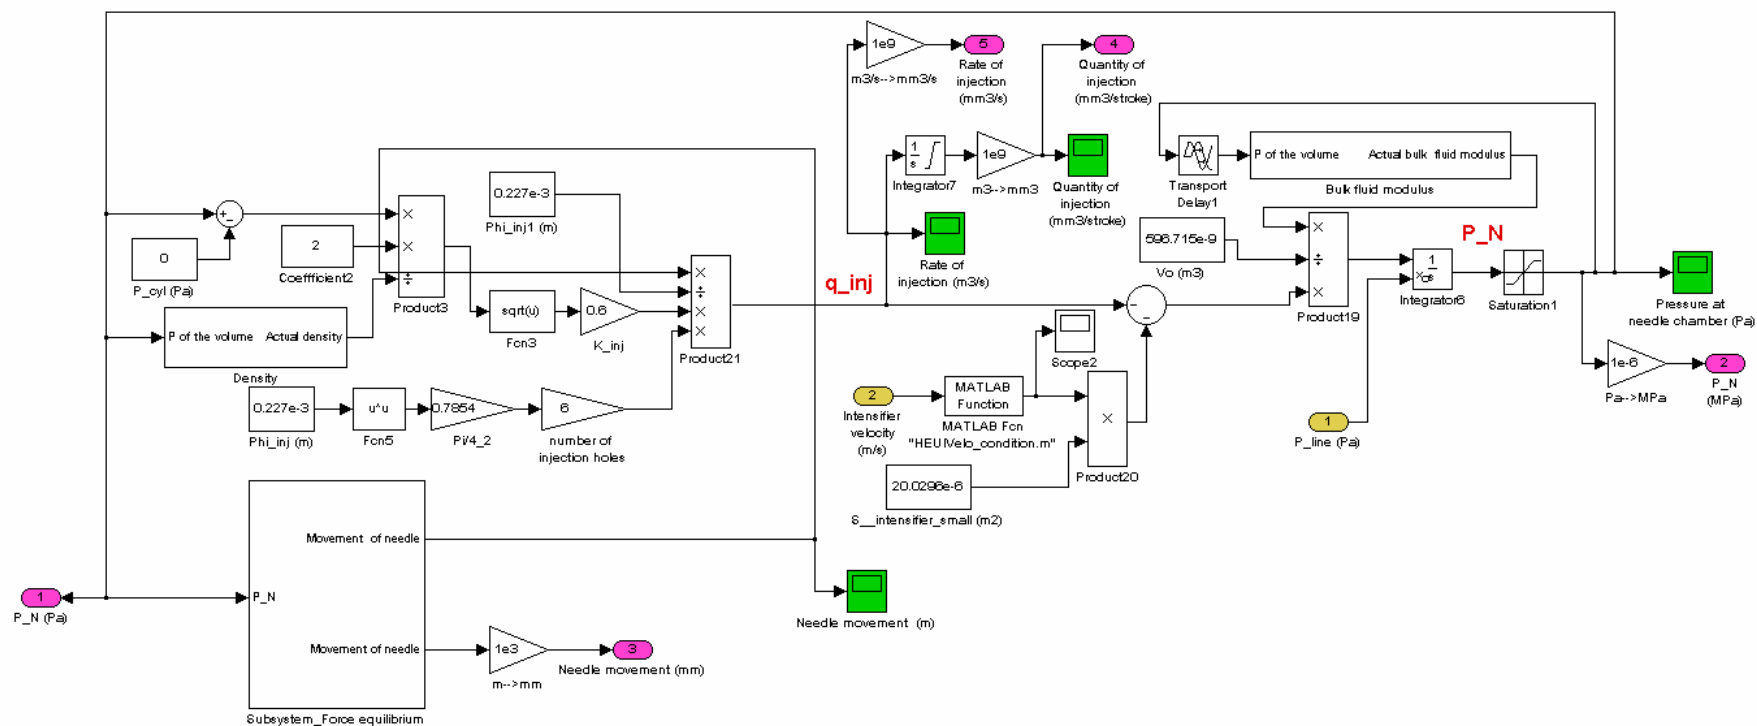 1e9
m3/s-->mm3/s
5
Rate of
injection
(mm3/s)
4
Quantity of
injection
(mm3/stroke)
1
s
Integrator7
1e9
m3-->mm3
Quantity of
injection
(mm3/stroke)
Transport
Delay1
P of the volume
Actual bulk fluid modulus
Bulk fluid modulus
0.227e-3
Phi_inj1 (m)
+
-
0
P_cyl (Pa)
2
Coeffficient2
×
×
÷
Product3
P of the volume
Actual density
Density
sqrt(u)
Fcn3
0.6
K_inj
×
÷
×
×
Product21
q_inj
Rate of
injection (m3/s)
596.715e-9
Vo (m3)
×
÷
×
Product19
P_N
1
s
xo
Integrator6
Saturation1
Pressure at
needle chamber (Pa)
-
-
Scope2
0.227e-3
Phi_inj (m)
u*u
Fcn5
0.7854
Pi/4_2
6
number of
injection holes
2
Intensifier
velocity
(m/s)
MATLAB
Function
MATLAB Fcn
"HEUIVelo_condition.m"
×
Product20
20.0296e-6
S__intensifier_small (m2)
1
P_line (Pa)
1e-6
Pa-->MPa
2
P_N
(MPa)
Movement of needle
P_N
Movement of needle
Subsystem_Force equilibrium
1
P_N (Pa)
Needle movement (m)
1e3
m-->mm
3
Needle movement (mm)